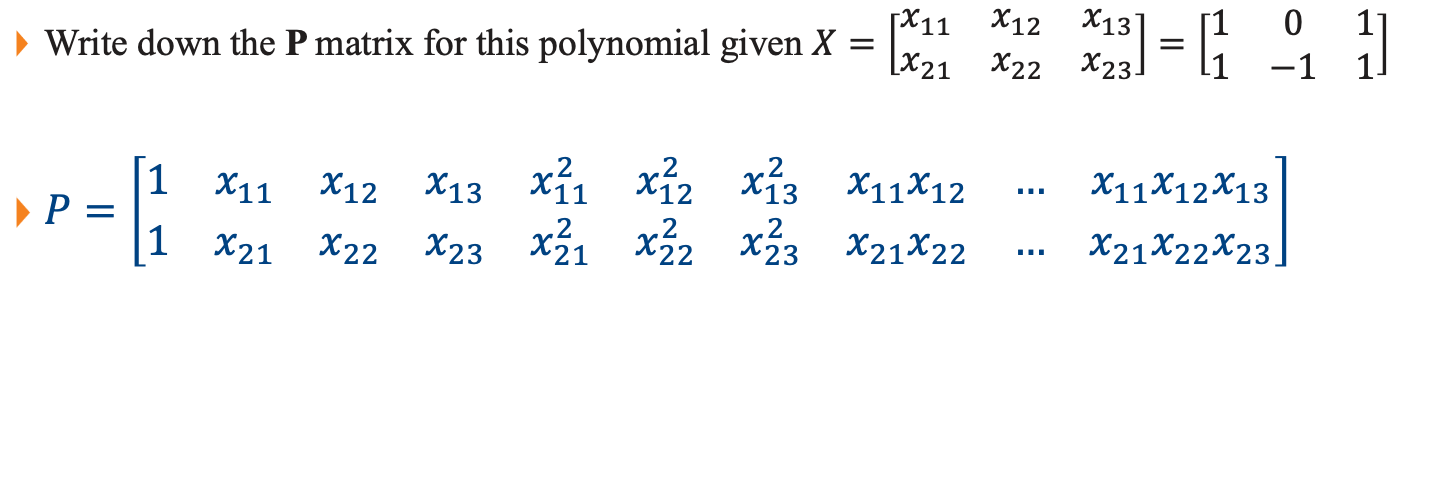 Write down the P matrix for this polynomial given X = [x₁₁ x₁₂ x₁₃; x₂₁ x₂₂ x₂₃] = [1 0 1; 1 −1 1]
P = [1 x₁₁ x₁₂ x₁₃ x₁₁² x₁₂² x₁₃² x₁₁x₁₂ … x₁₁x₁₂x₁₃; 1 x₂₁ x₂₂ x₂₃ x₂₁² x₂₂² x₂₃² x₂₁x₂₂ … x₂₁x₂₂x₂₃]